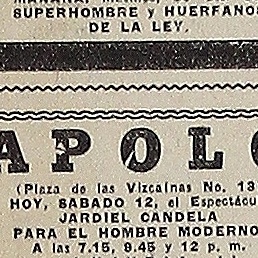 SUPERHOMBRE y HUERFANOS
DE LA LEY.
APOLO
(Plaza de las Vizcaínas No. 13
HOY, SABADO 12, el Espectácu
JARDIEL CANDELA
PARA EL HOMBRE MODERNO
A las 7.15, 9.45 y 12 p. m.